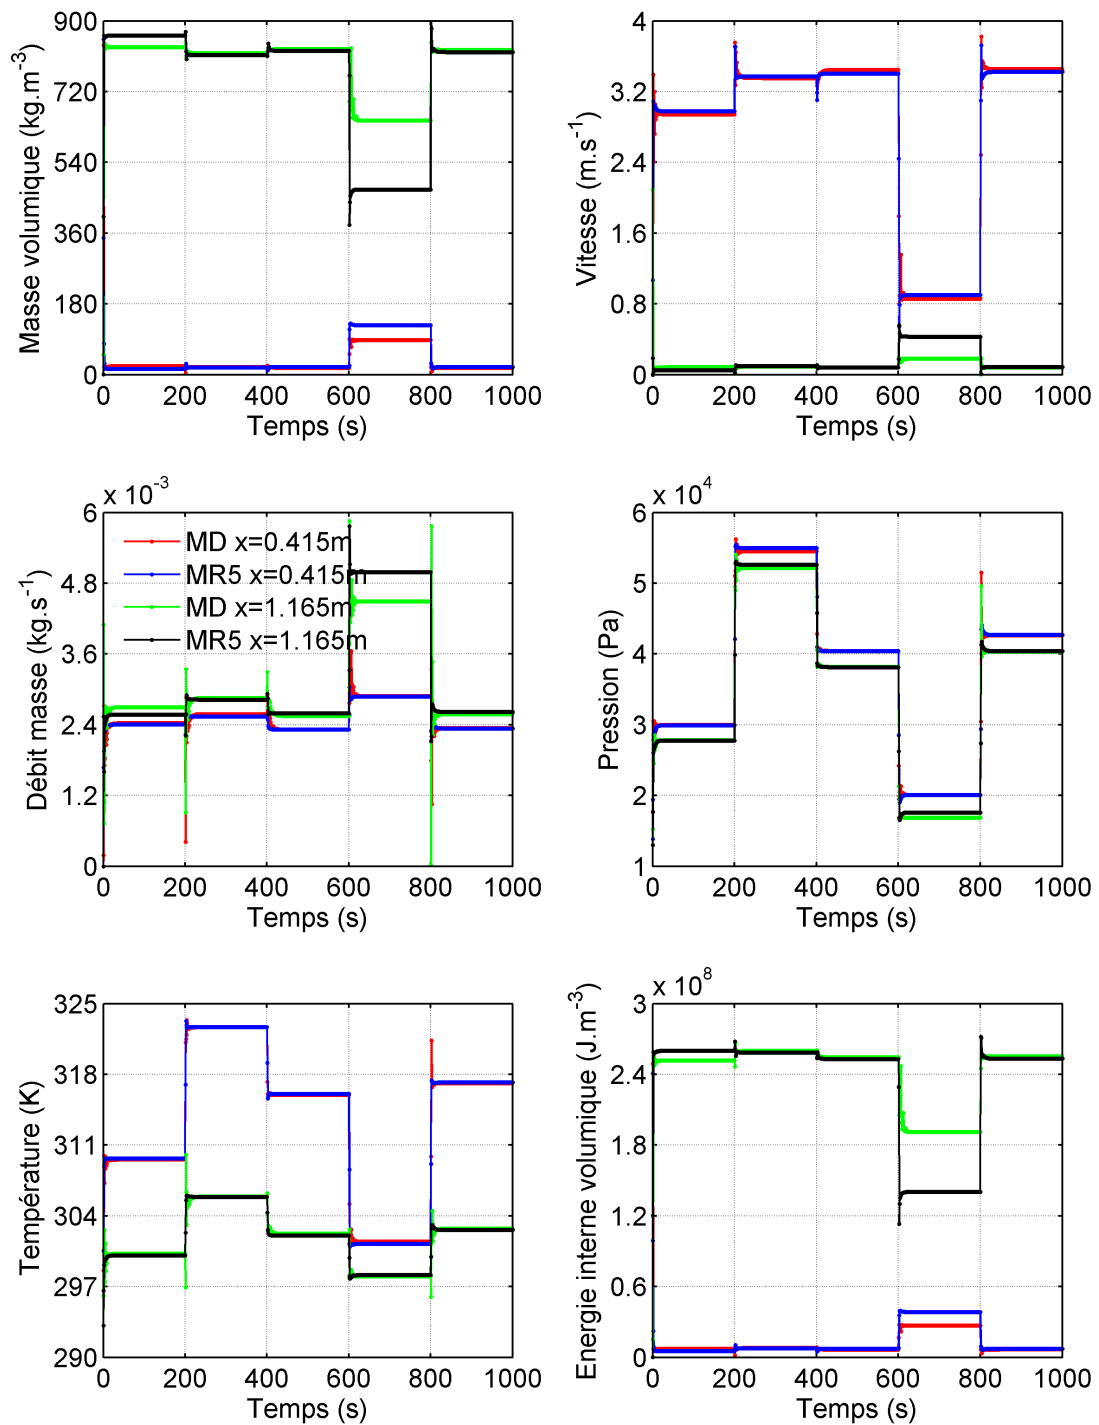 900
720
540
360
180
0
Masse volumique (kg.m-3)
0 200 400 600 800 1000
Temps (s)
4
3.2
2.4
1.6
0.8
0
Vitesse (m.s-1)
0 200 400 600 800 1000
Temps (s)
x 10-3
6
4.8
3.6
2.4
1.2
0
Débit masse (kg.s-1)
MD x=0.415m
MR5 x=0.415m
MD x=1.165m
MR5 x=1.165m
0 200 400 600 800 1000
Temps (s)
x 104
6
5
4
3
2
1
Pression (Pa)
0 200 400 600 800 1000
Temps (s)
325
318
311
304
297
290
Température (K)
0 200 400 600 800 1000
Temps (s)
x 108
3
2.4
1.8
1.2
0.6
0
Energie interne volumique (J.m-3)
0 200 400 600 800 1000
Temps (s)